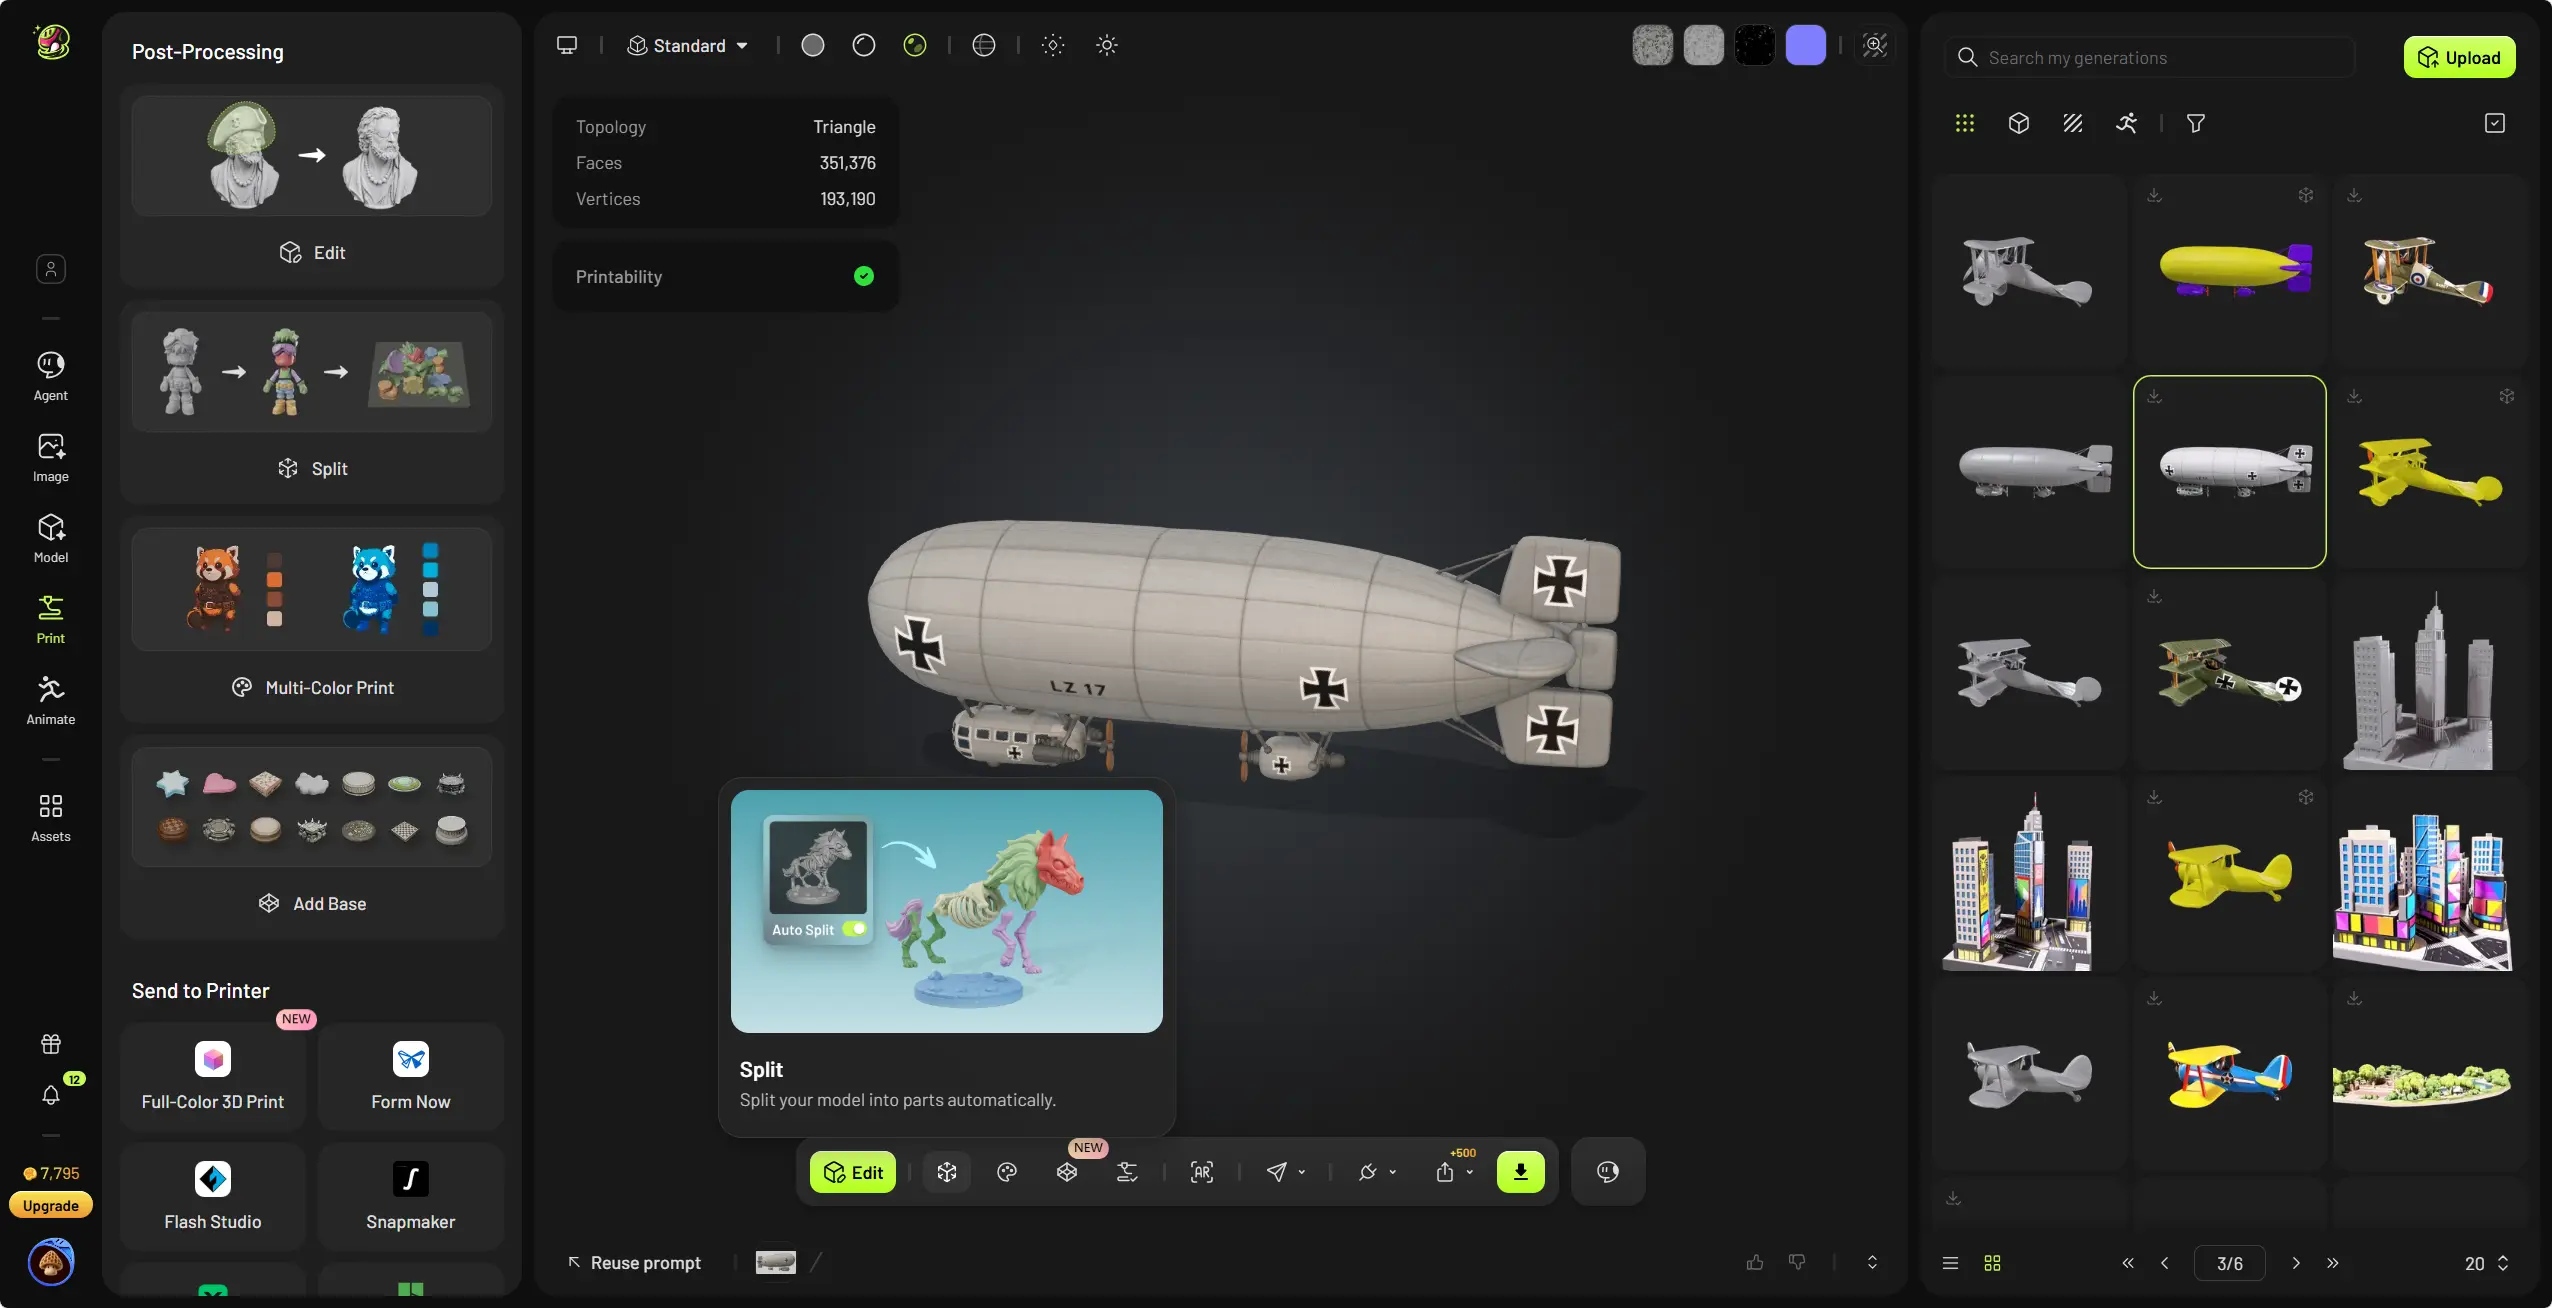 Post-Processing
Edit
Split
Multi-Color Print
Add Base
Send to Printer
NEW
Full-Color 3D Print
Form Now
Flash Studio
Snapmaker
Agent
Image
Model
Print
Animate
Assets
12
7,795
Upgrade
Standard
Topology Triangle
Faces 351,376
Vertices 193,190
Printability
LZ 17
Auto Split
Split
Split your model into parts automatically.
NEW
Edit
AR
+500
Reuse prompt
Search my generations
Upload
3/6
20